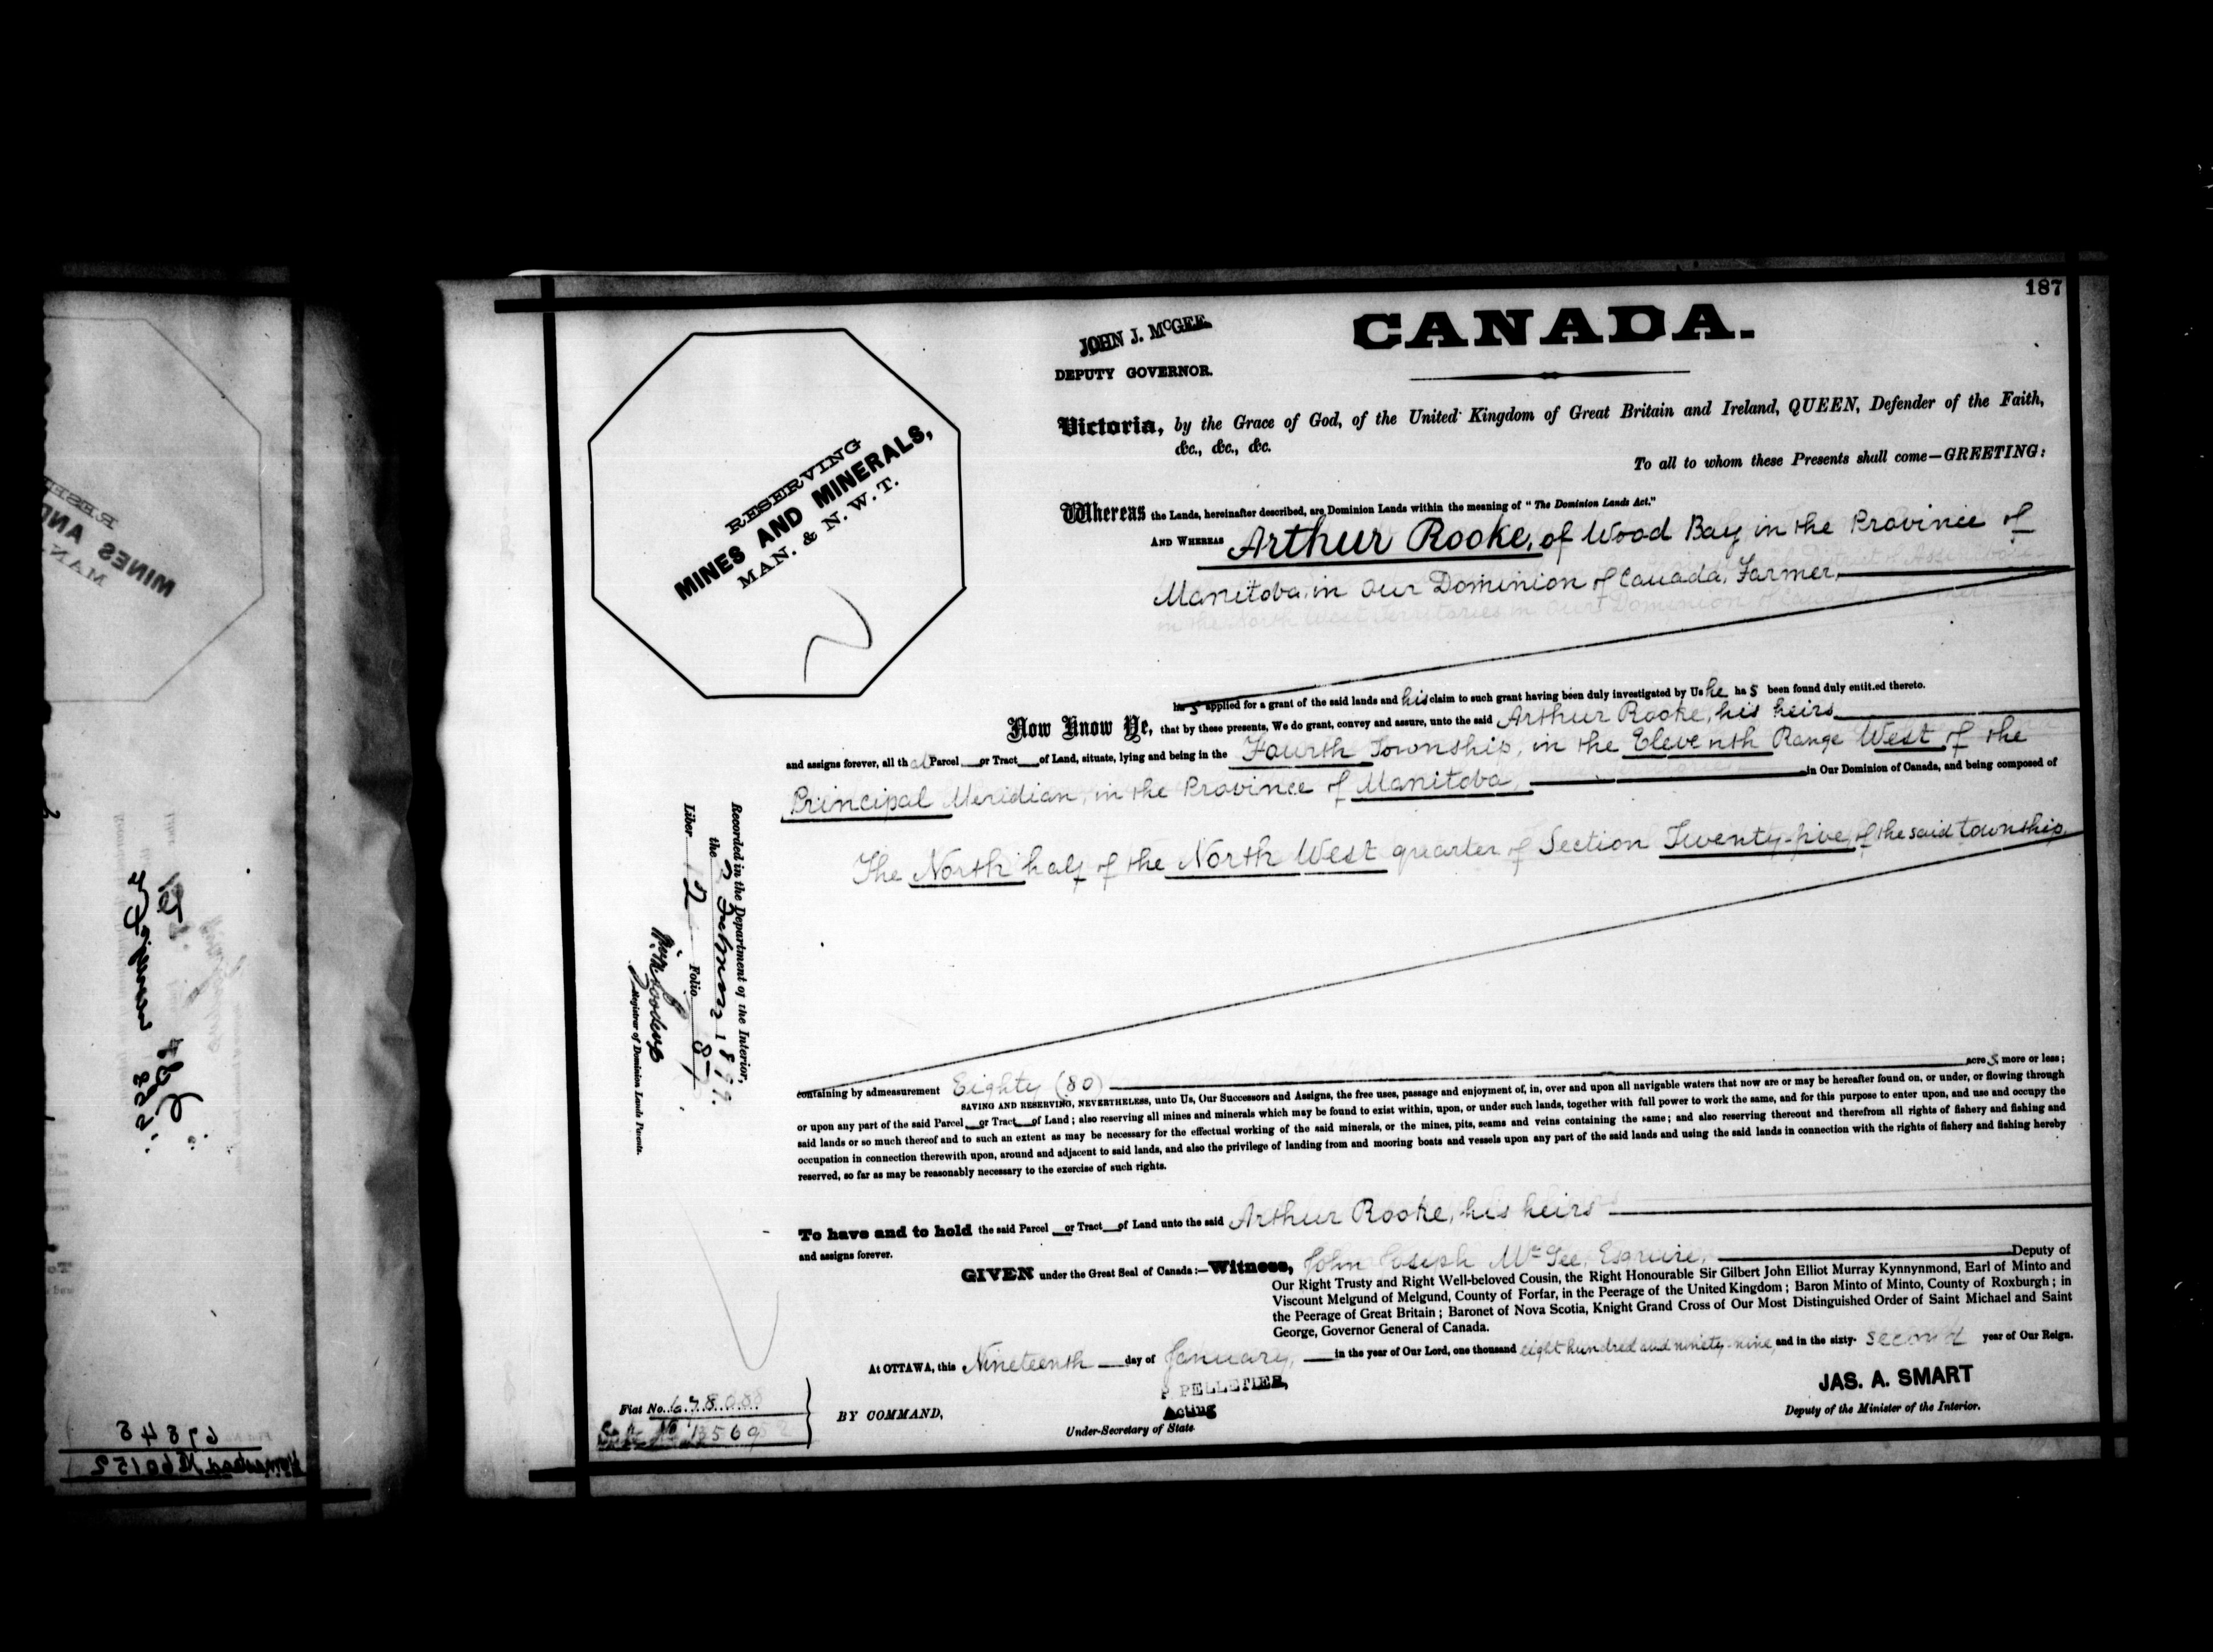 187
JOHN J. McGEE.
DEPUTY GOVERNOR.
CANADA.
RESERVING
MINES AND MINERALS,
MAN. & N. W. T.
Victoria, by the Grace of God, of the United Kingdom of Great Britain and Ireland, QUEEN, Defender of the Faith,
&c., &c., &c.
To all to whom these Presents shall come—GREETING:
Whereas the Lands, hereinafter described, are Dominion Lands within the meaning of "The Dominion Lands Act."
AND WHEREAS Arthur Rooke, of Wood Bay in the Province of
Manitoba, in Our Dominion of Canada, Farmer,
has applied for a grant of the said lands and his claim to such grant having been duly investigated by Us he has been found duly entitled thereto.
Now Know Ye, that by these presents, We do grant, convey and assure, unto the said Arthur Rooke, his heirs
and assigns forever, all that Parcel or Tract of Land, situate, lying and being in the Fourth Township, in the Eleventh Range West of the
Principal Meridian, in the Province of Manitoba, in Our Dominion of Canada, and being composed of
The North half of the North West quarter of Section Twenty-five of the said township.
Recorded in the Department of the Interior,
the 2 February 1899.
Liber 12 Folio 187
Registrar of Dominion Lands Patents.
containing by admeasurement Eighty (80) acres more or less;
SAVING AND RESERVING, NEVERTHELESS, unto Us, Our Successors and Assigns, the free uses, passage and enjoyment of, in, over and upon all navigable waters that now are or may be hereafter found on, or under, or flowing through
or upon any part of the said Parcel or Tract of Land; also reserving all mines and minerals which may be found to exist within, upon, or under such lands, together with full power to work the same, and for this purpose to enter upon, and use and occupy the
said lands or so much thereof and to such an extent as may be necessary for the effectual working of the said minerals, or the mines, pits, seams and veins containing the same; and also reserving thereout and therefrom all rights of fishery and fishing and
occupation in connection therewith upon, around and adjacent to said lands, and also the privilege of landing from and mooring boats and vessels upon any part of the said lands and using the said lands in connection with the rights of fishery and fishing hereby
reserved, so far as may be reasonably necessary to the exercise of such rights.
To have and to hold the said Parcel or Tract of Land unto the said Arthur Rooke, his heirs
and assigns forever.
GIVEN under the Great Seal of Canada:—Witness, John Joseph McGee, Esquire, Deputy of
Our Right Trusty and Right Well-beloved Cousin, the Right Honourable Sir Gilbert John Elliot Murray Kynnynmond, Earl of Minto and
Viscount Melgund of Melgund, County of Forfar, in the Peerage of the United Kingdom; Baron Minto of Minto, County of Roxburgh; in
the Peerage of Great Britain; Baronet of Nova Scotia, Knight Grand Cross of Our Most Distinguished Order of Saint Michael and Saint
George, Governor General of Canada.
At OTTAWA, this Nineteenth day of January, in the year of Our Lord, one thousand eight hundred and ninety-nine, and in the sixty-second year of Our Reign.
P. PELLETIER,
Acting
Under-Secretary of State
BY COMMAND,
JAS. A. SMART
Deputy of the Minister of the Interior.
Fiat No.
Sale No.